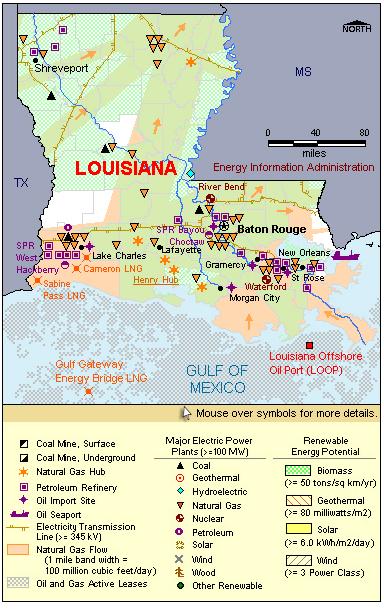 NORTH
Shreveport
MS
0 40 80
miles
LOUISIANA
Energy Information Administration
TX
River Bend
SPR Bayou
Choctaw
Baton Rouge
SPR
West
Hackberry
Lake Charles
Lafayette
Cameron LNG
Gramercy
New Orleans
St Rose
Henry Hub
Waterford
Sabine
Pass LNG
Morgan City
Gulf Gateway
Energy Bridge LNG
GULF OF
MEXICO
Louisiana Offshore
Oil Port (LOOP)
Mouse over symbols for more details.
Coal Mine, Surface
Coal Mine, Underground
Natural Gas Hub
Petroleum Refinery
Oil Import Site
Oil Seaport
Electricity Transmission
Line (>= 345 kV)
Natural Gas Flow
(1 mile band width =
100 million cubic feet/day)
Oil and Gas Active Leases
Major Electric Power
Plants (>=100 MW)
Coal
Geothermal
Hydroelectric
Natural Gas
Nuclear
Petroleum
Solar
Wind
Wood
Other Renewable
Renewable
Energy Potential
Biomass
(>= 50 tons/sq km/yr)
Geothermal
(>= 80 milliwatts/m2)
Solar
(>= 6.0 kWh/m2/day)
Wind
(>= 3 Power Class)